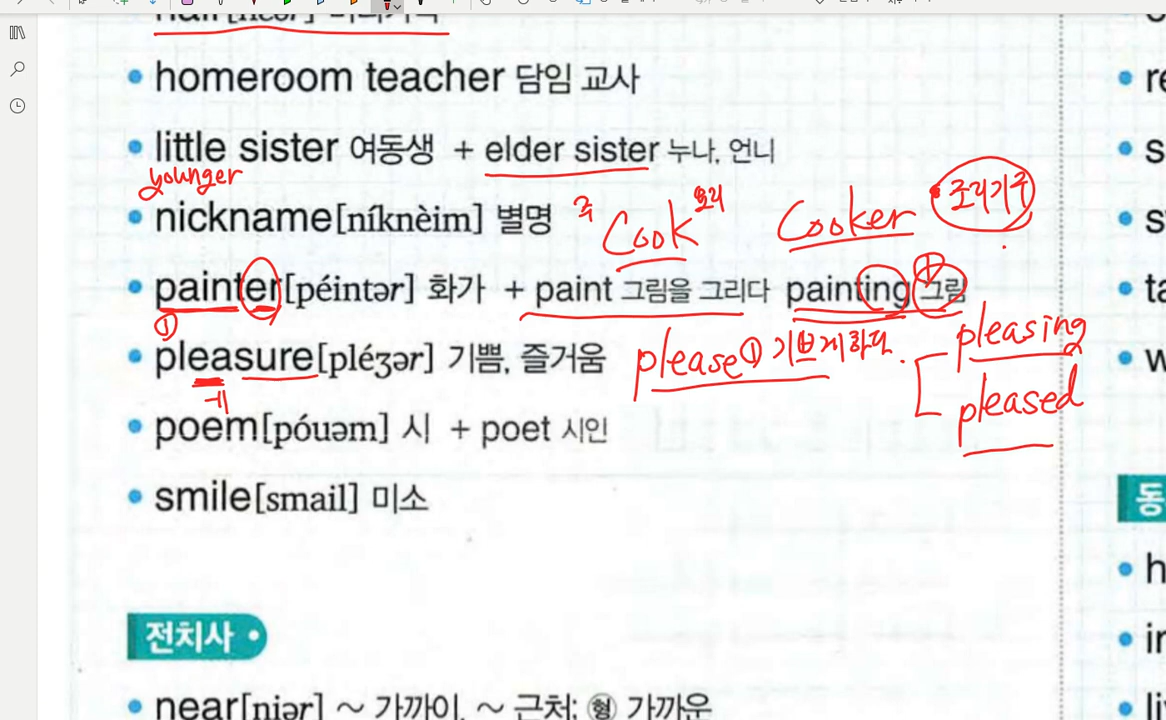 homeroom teacher 담임 교사
little sister 여동생 + elder sister 누나, 언니
younger
nickname[níknèim] 별명
Cook 요리
Cooker 조리기구
painter[péintər] 화가 + paint 그림을 그리다 painting 그림
pleasure[pléʒər] 기쁨, 즐거움
please① 기쁘게하다.
pleasing
pleased
ㅔ
poem[póuəm] 시 + poet 시인
smile[smail] 미소
전치사
near[niər] ~ 가까이, ~ 근처; ㉻ 가까운
동